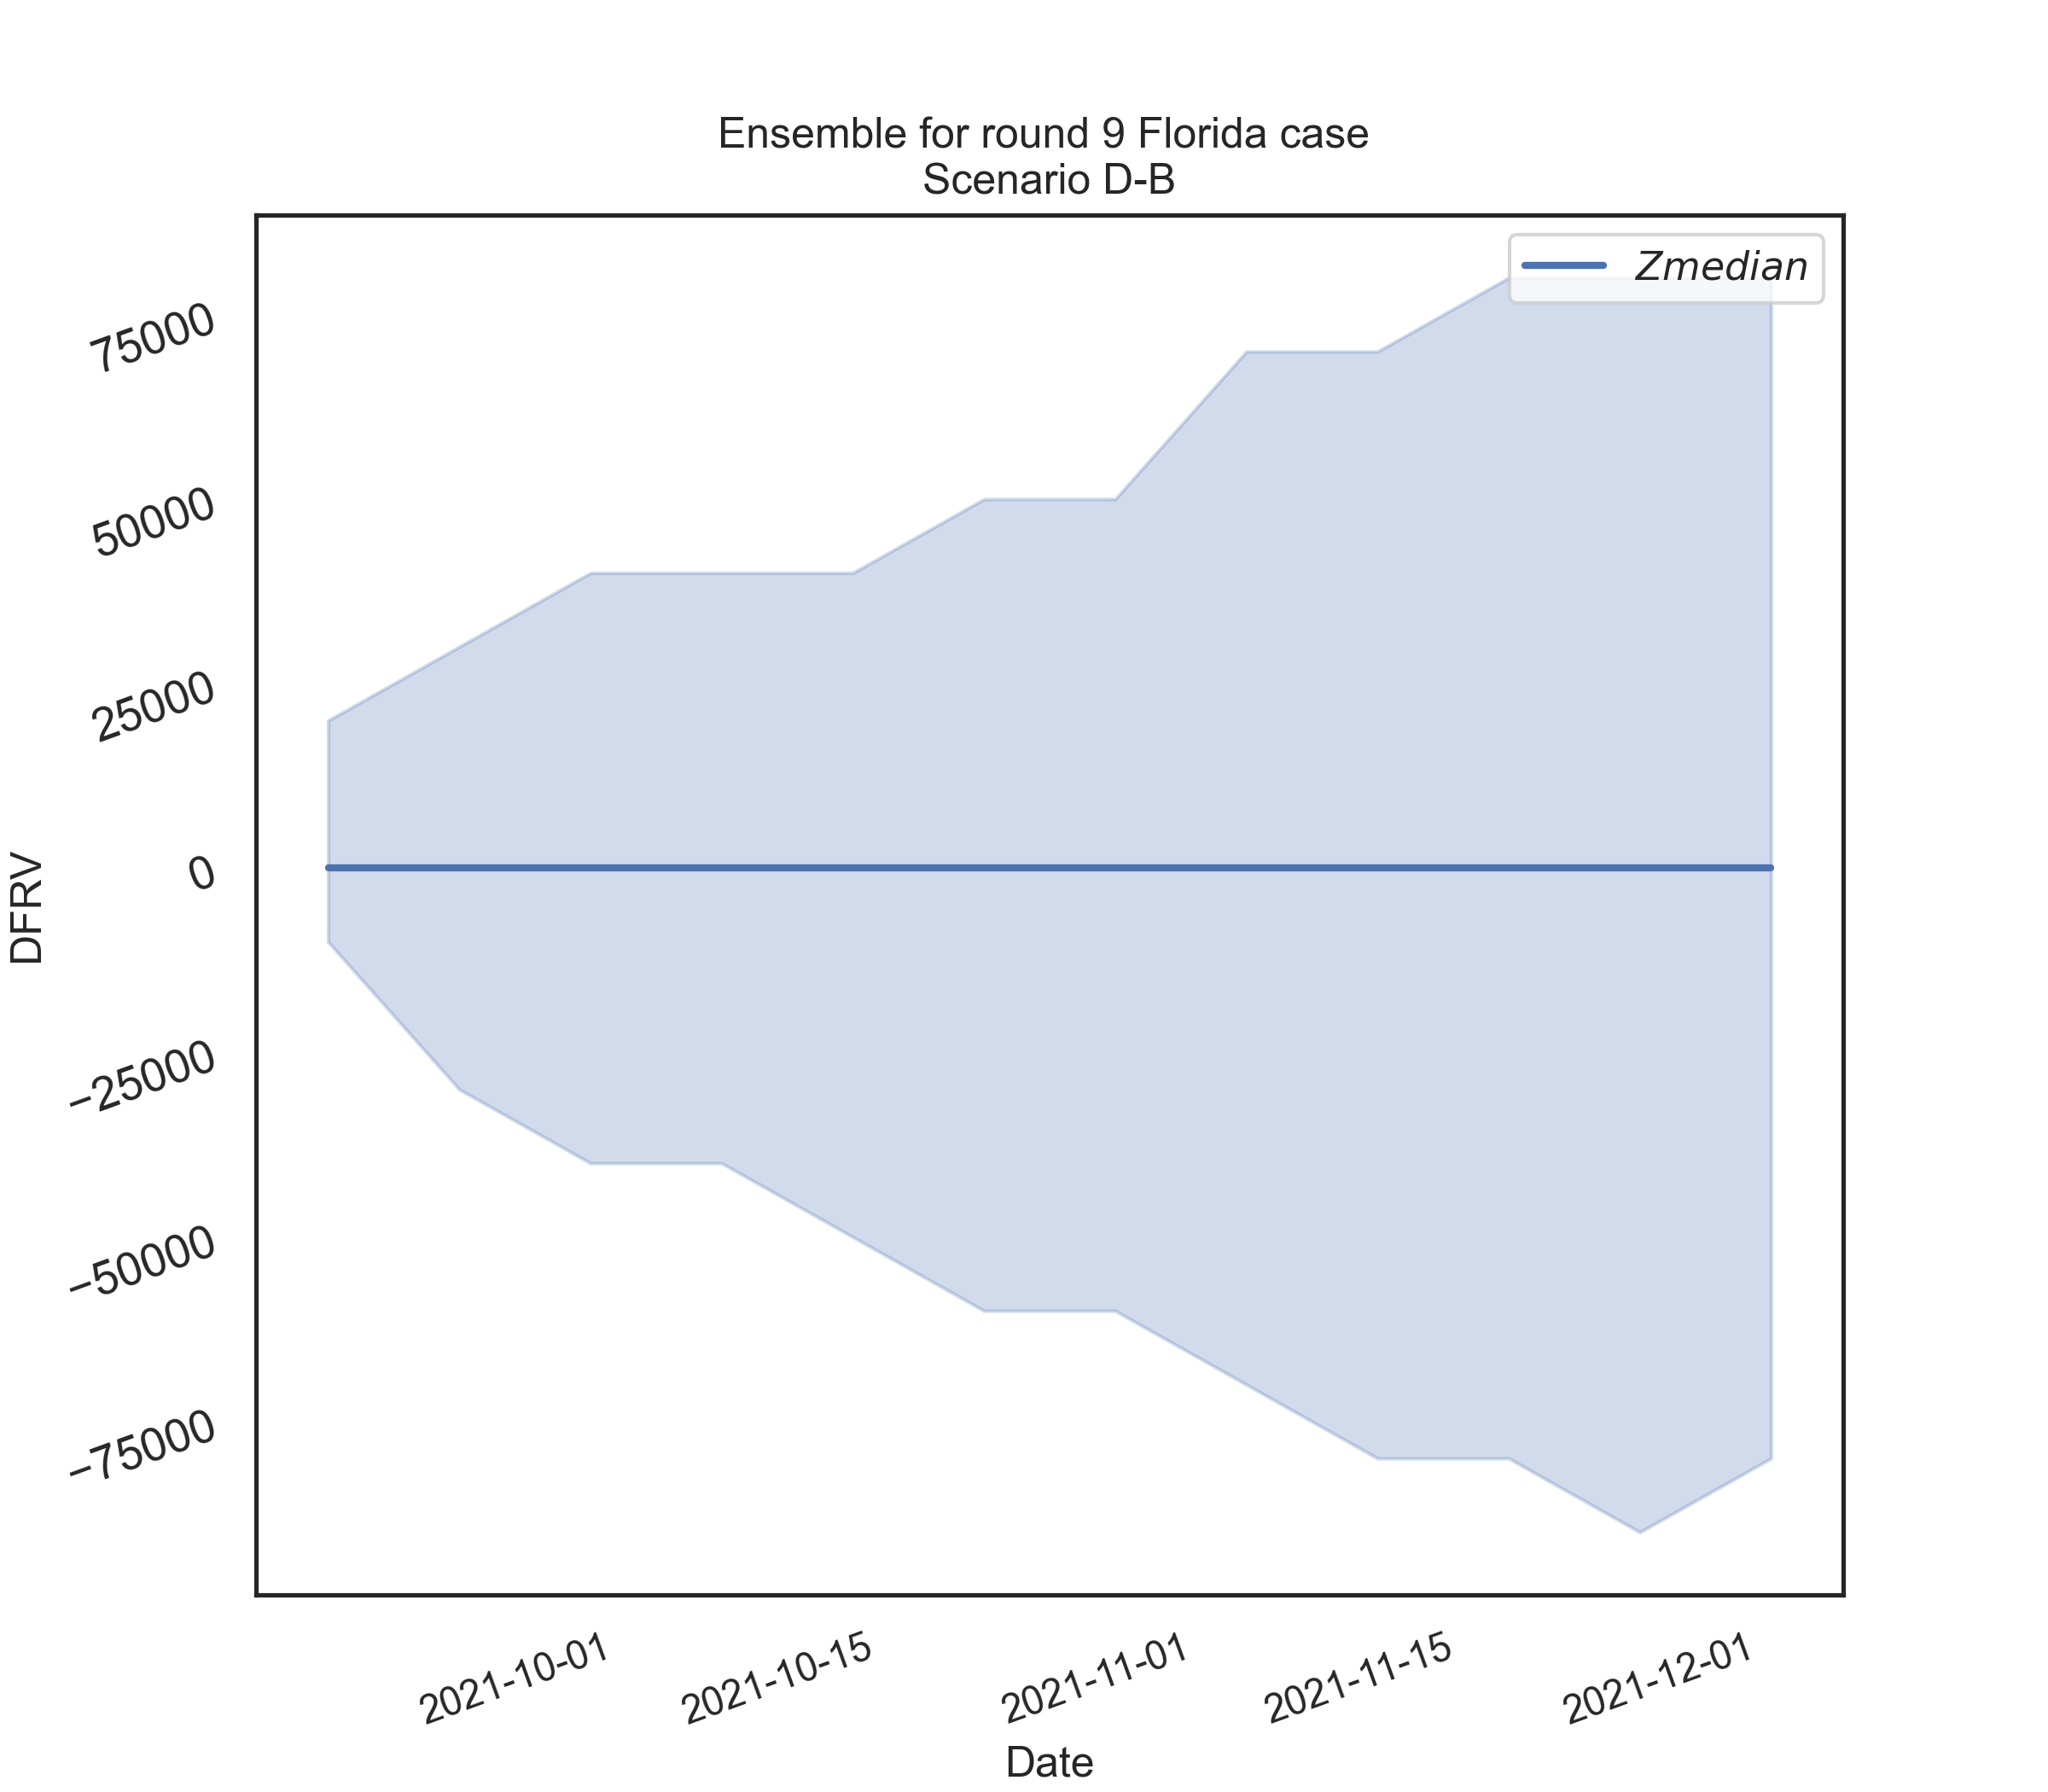 Ensemble for round 9 Florida case
Scenario D-B
Zmedian
75000
50000
25000
0
−25000
−50000
−75000
DFRV
2021-10-01
2021-10-15
2021-11-01
2021-11-15
2021-12-01
Date